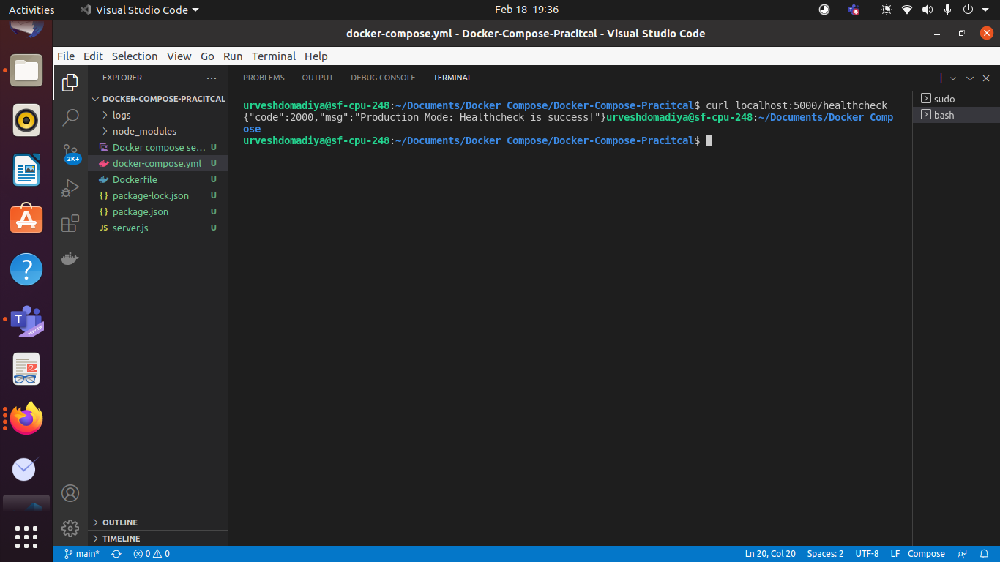 Activities
Visual Studio Code
Feb 18 19:36
docker-compose.yml - Docker-Compose-Pracitcal - Visual Studio Code
File Edit Selection View Go Run Terminal Help
EXPLORER
DOCKER-COMPOSE-PRACITCAL
logs
node_modules
Docker compose se... U
docker-compose.yml U
Dockerfile U
{} package-lock.json U
{} package.json U
JS server.js U
2K+
OUTLINE
TIMELINE
PROBLEMS OUTPUT DEBUG CONSOLE TERMINAL
urveshdomadiya@sf-cpu-248:~/Documents/Docker Compose/Docker-Compose-Pracitcal$ curl localhost:5000/healthcheck
{"code":2000,"msg":"Production Mode: Healthcheck is success!"}urveshdomadiya@sf-cpu-248:~/Documents/Docker Comp
ose
urveshdomadiya@sf-cpu-248:~/Documents/Docker Compose/Docker-Compose-Pracitcal$
sudo
bash
T
PREVIEW
main*
0 0
Ln 20, Col 20 Spaces: 2 UTF-8 LF Compose